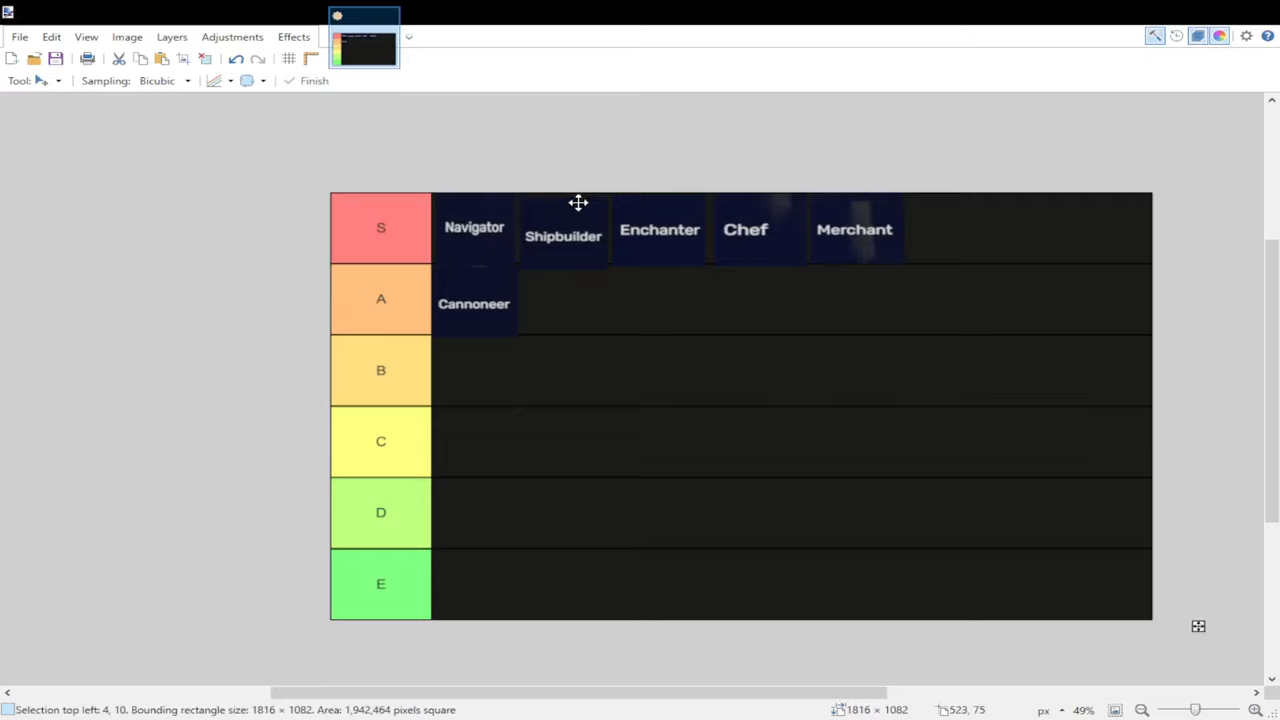 File Edit View Image Layers Adjustments Effects
Tool: Sampling: Bicubic Finish
S Navigator Shipbuilder Enchanter Chef Merchant
A Cannoneer
B
C
D
E
Selection top left: 4, 10. Bounding rectangle size: 1816 × 1082. Area: 1,942,464 pixels square 1816 × 1082 523, 75 px 49%